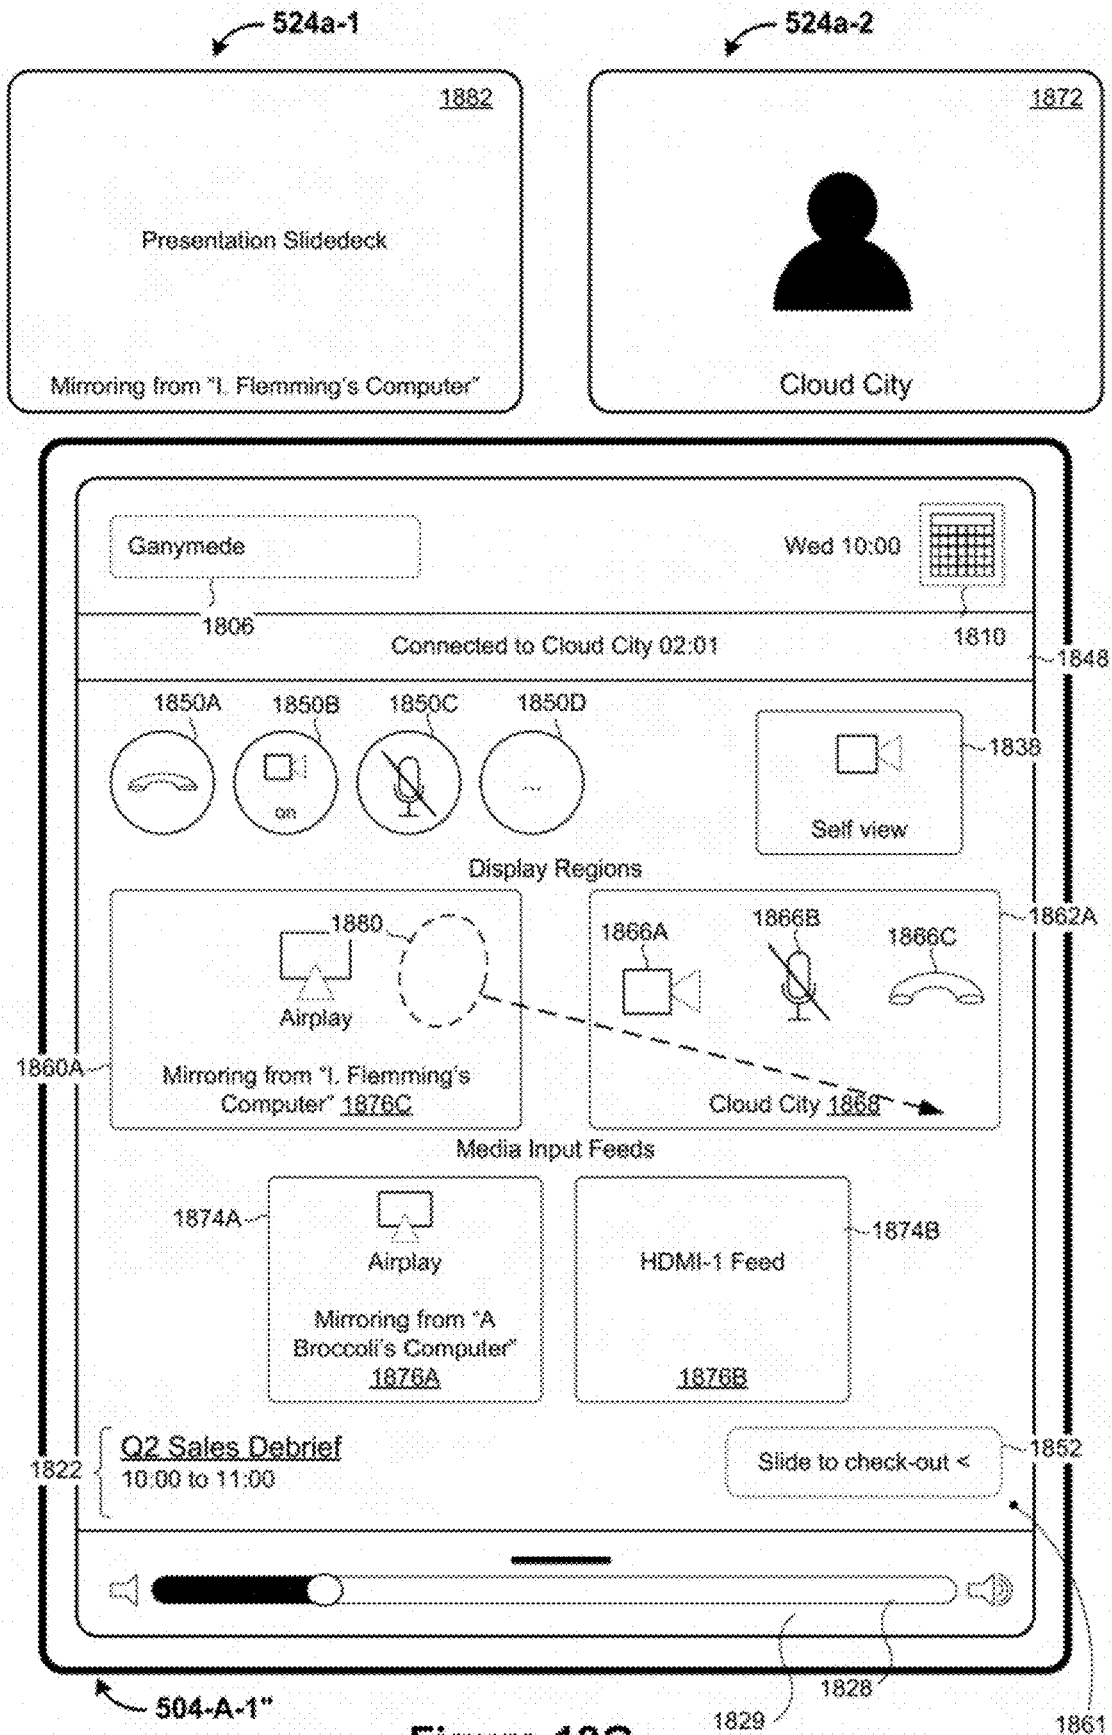 524a-1
524a-2
1882
1872
Presentation Slidedeck
Mirroring from "I. Flemming's Computer"
Cloud City
Ganymede
Wed 10:00
1806
1810
Connected to Cloud City 02:01
1848
1850A
1850B
1850C
1850D
on
...
1838
Self view
Display Regions
1880
1866A
1866B
1866C
1862A
Airplay
1860A
Mirroring from "I. Flemming's
Computer" 1876C
Cloud City 1868
Media Input Feeds
1874A
1874B
Airplay
HDMI-1 Feed
Mirroring from "A
Broccoli's Computer"
1876A
1876B
Q2 Sales Debrief
10:00 to 11:00
1822
Slide to check-out <
1852
504-A-1"
1828
1829
1861